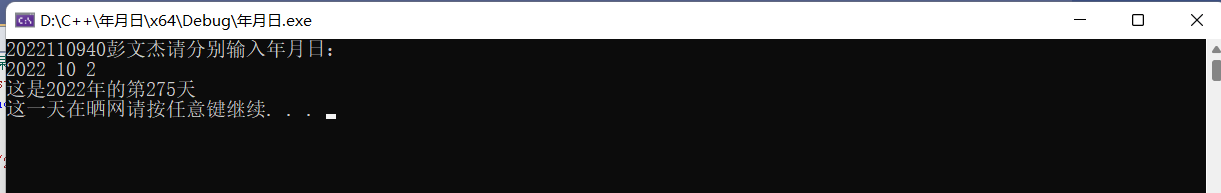 D:\C++\年月日\x64\Debug\年月日.exe
2022110940彭文杰请分别输入年月日：
2022 10 2
这是2022年的第275天
这一天在晒网请按任意键继续. . .